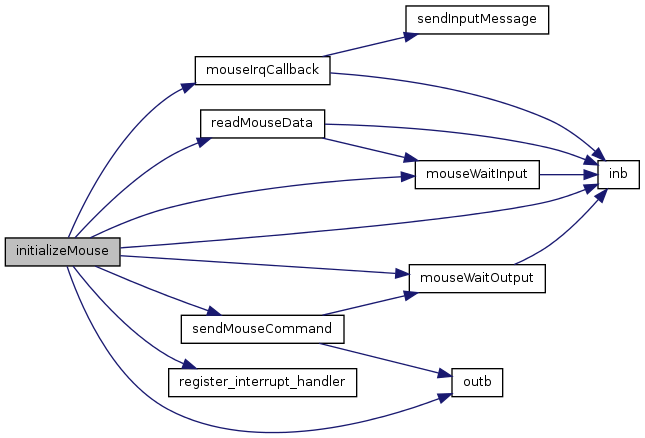 sendInputMessage
mouseIrqCallback
readMouseData
mouseWaitInput
inb
initializeMouse
mouseWaitOutput
sendMouseCommand
register_interrupt_handler
outb